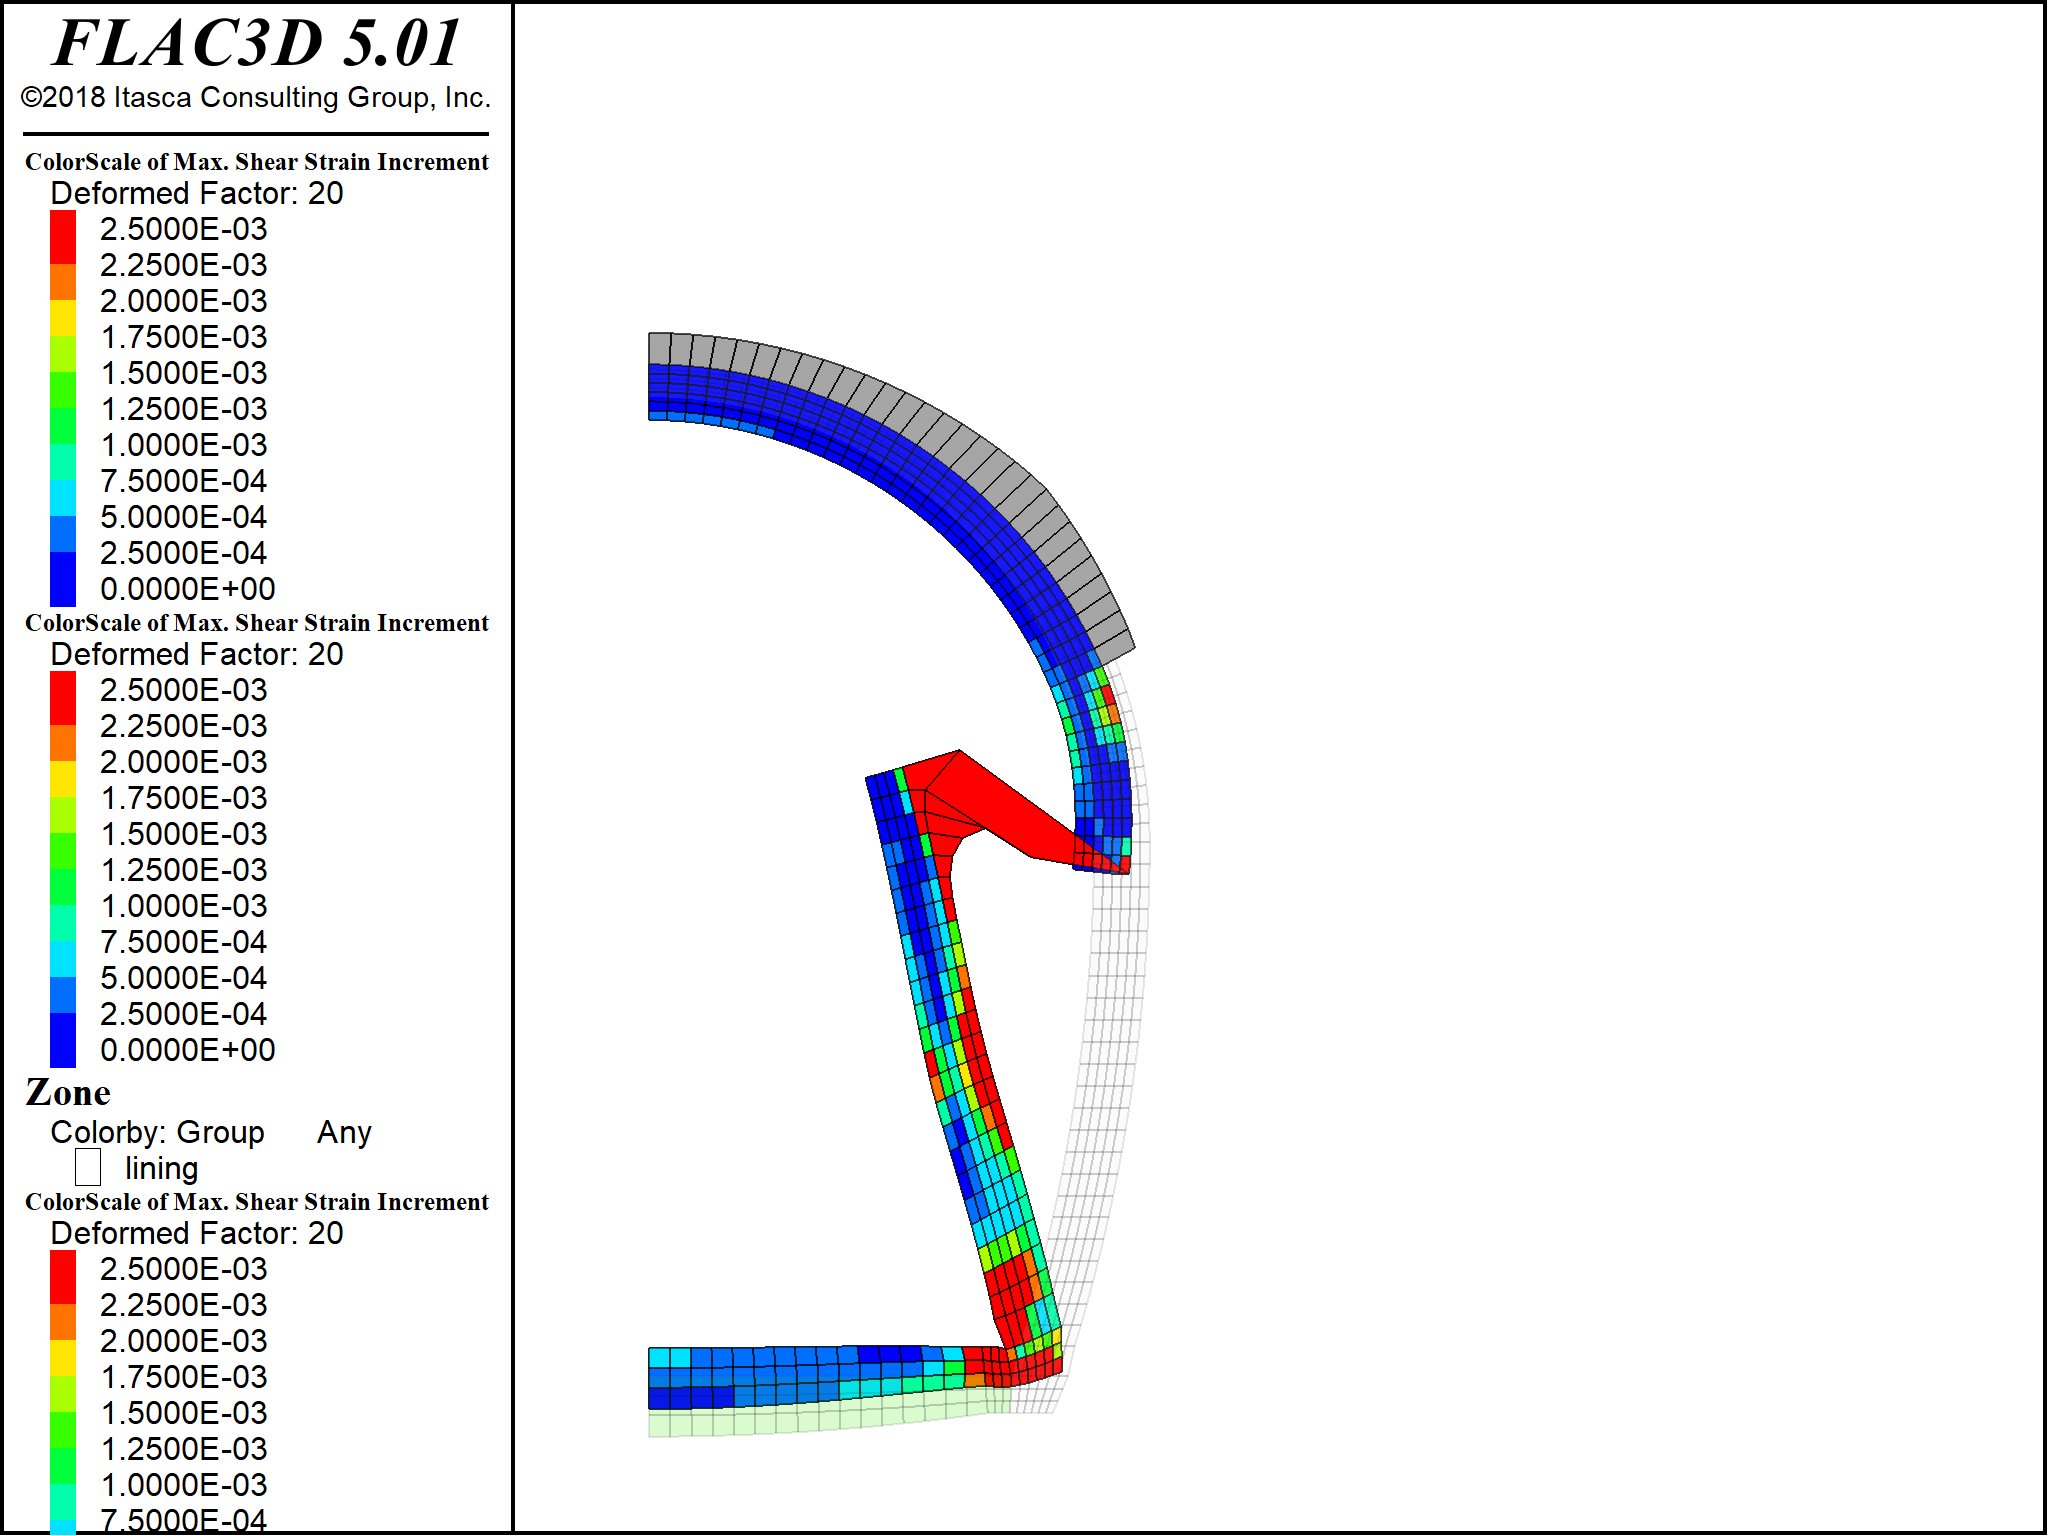 FLAC3D 5.01
©2018 Itasca Consulting Group, Inc.
ColorScale of Max. Shear Strain Increment
Deformed Factor: 20
2.5000E-03
2.2500E-03
2.0000E-03
1.7500E-03
1.5000E-03
1.2500E-03
1.0000E-03
7.5000E-04
5.0000E-04
2.5000E-04
0.0000E+00
ColorScale of Max. Shear Strain Increment
Deformed Factor: 20
2.5000E-03
2.2500E-03
2.0000E-03
1.7500E-03
1.5000E-03
1.2500E-03
1.0000E-03
7.5000E-04
5.0000E-04
2.5000E-04
0.0000E+00
Zone
Colorby: Group Any
lining
ColorScale of Max. Shear Strain Increment
Deformed Factor: 20
2.5000E-03
2.2500E-03
2.0000E-03
1.7500E-03
1.5000E-03
1.2500E-03
1.0000E-03
7.5000E-04